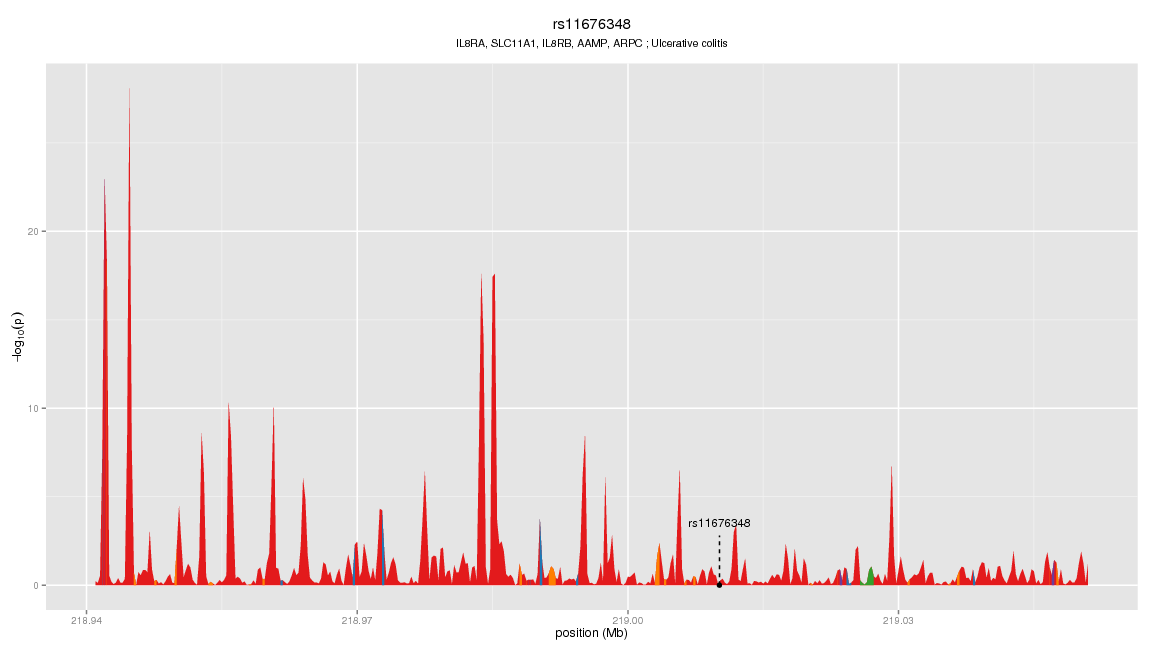 rs11676348
IL8RA, SLC11A1, IL8RB, AAMP, ARPC ; Ulcerative colitis
20
10
0
−log10(p)
rs11676348
218.94 218.97 219.00 219.03
position (Mb)